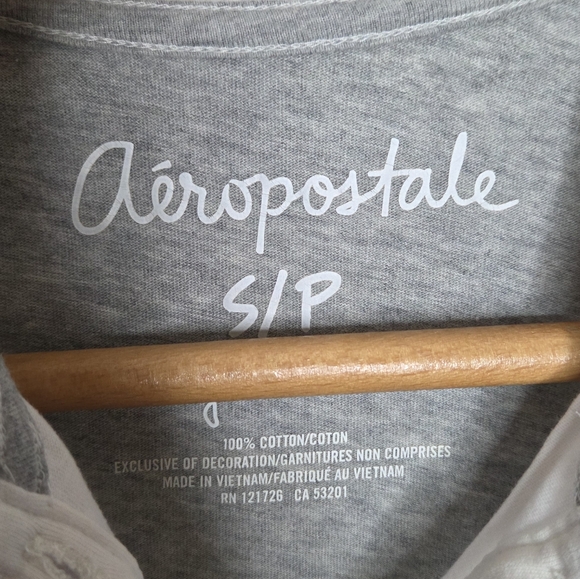 aéropostale
S/P
100% COTTON/COTON
EXCLUSIVE OF DECORATION/GARNITURES NON COMPRISES
MADE IN VIETNAM/FABRIQUÉ AU VIETNAM
RN 121726 CA 53201